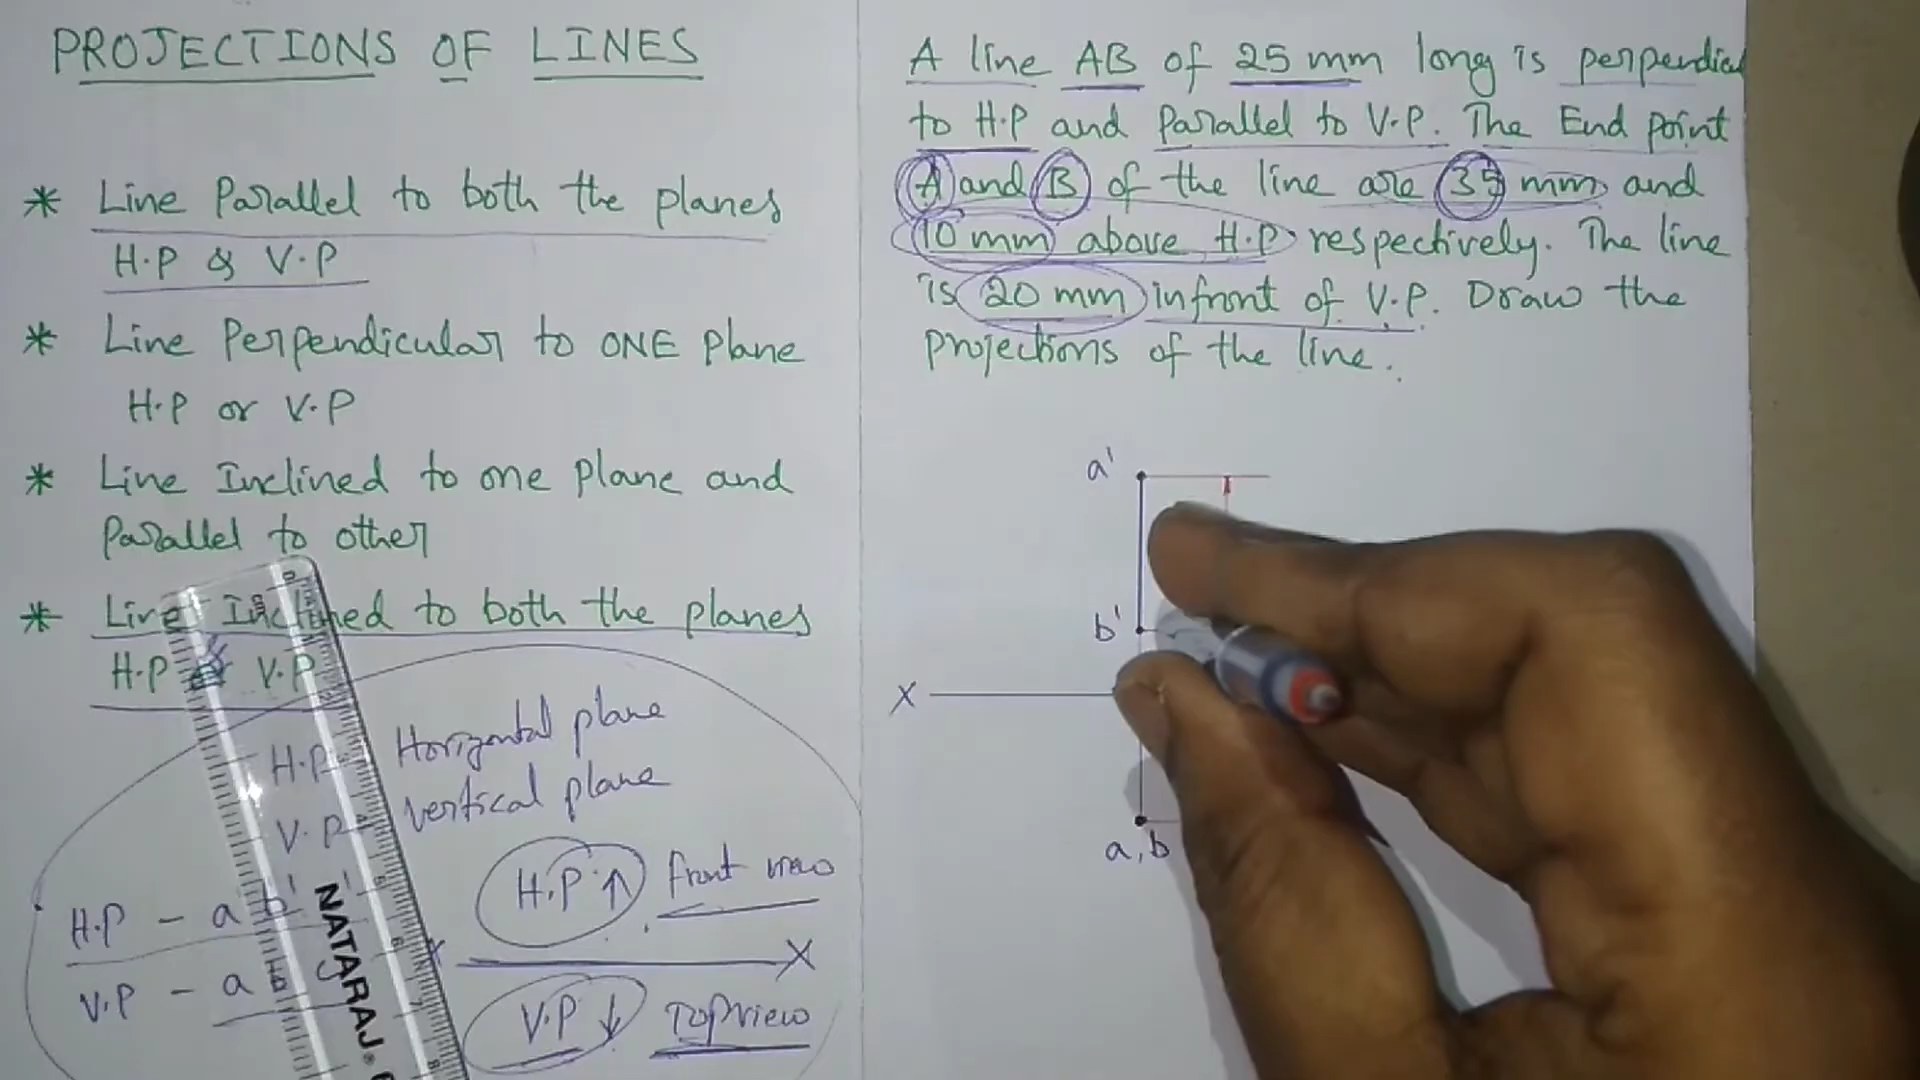 PROJECTIONS OF LINES
* Line Parallel to both the planes
H.P & V.P
* Line Perpendicular to ONE Plane
H.P or V.P
* Line Inclined to one Plane and
Parallel to other
* Line Inclined to both the planes
H.P & V.P
H.P Horizontal plane
V.P vertical plane
H.P ↑ front view
H.P - a' b'
X X
V.P - a b
V.P ↓ Topview
NATARAJ
A line AB of 25 mm long is perpendicul
to H.P and Parallel to V.P. The End point
A and B of the line are 35 mm and
10 mm above H.P respectively. The line
is 20 mm infront of V.P. Draw the
projections of the line.
a'
b'
X
a, b